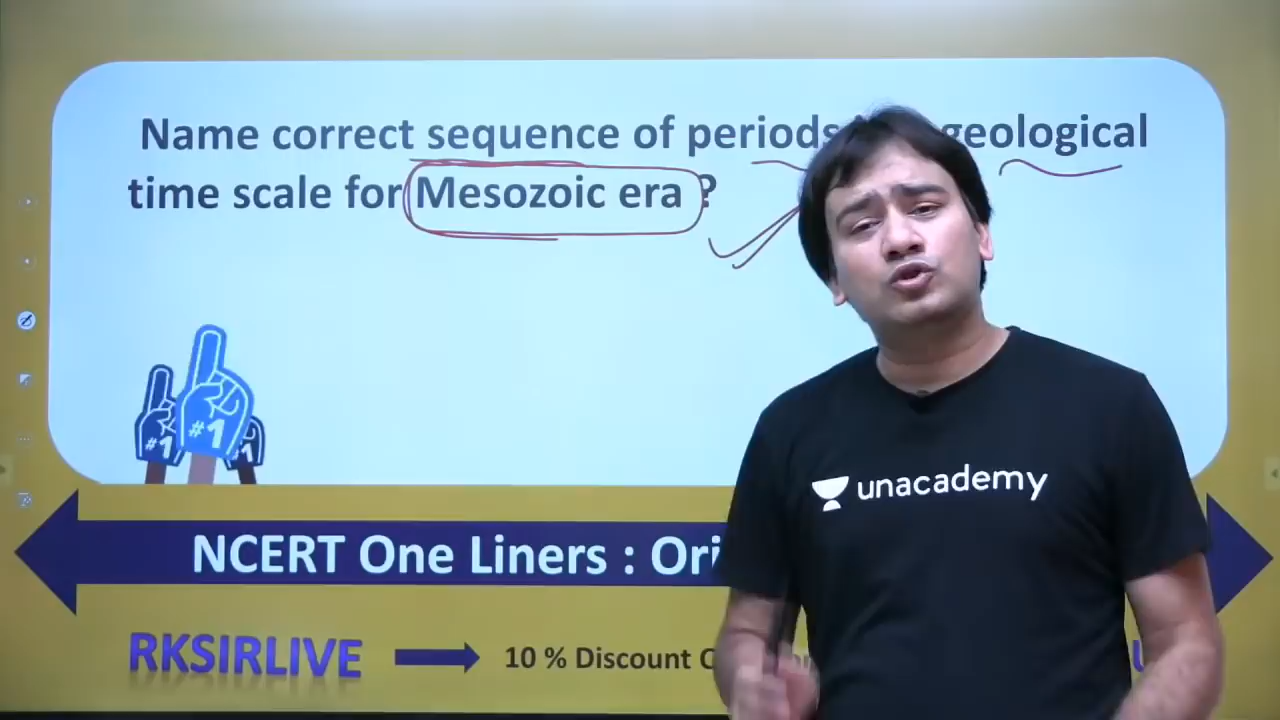 Name correct sequence of periods geological
time scale for Mesozoic era ?
#1 #1 1
unacademy
NCERT One Liners : Ori
RKSIRLIVE 10 % Discount